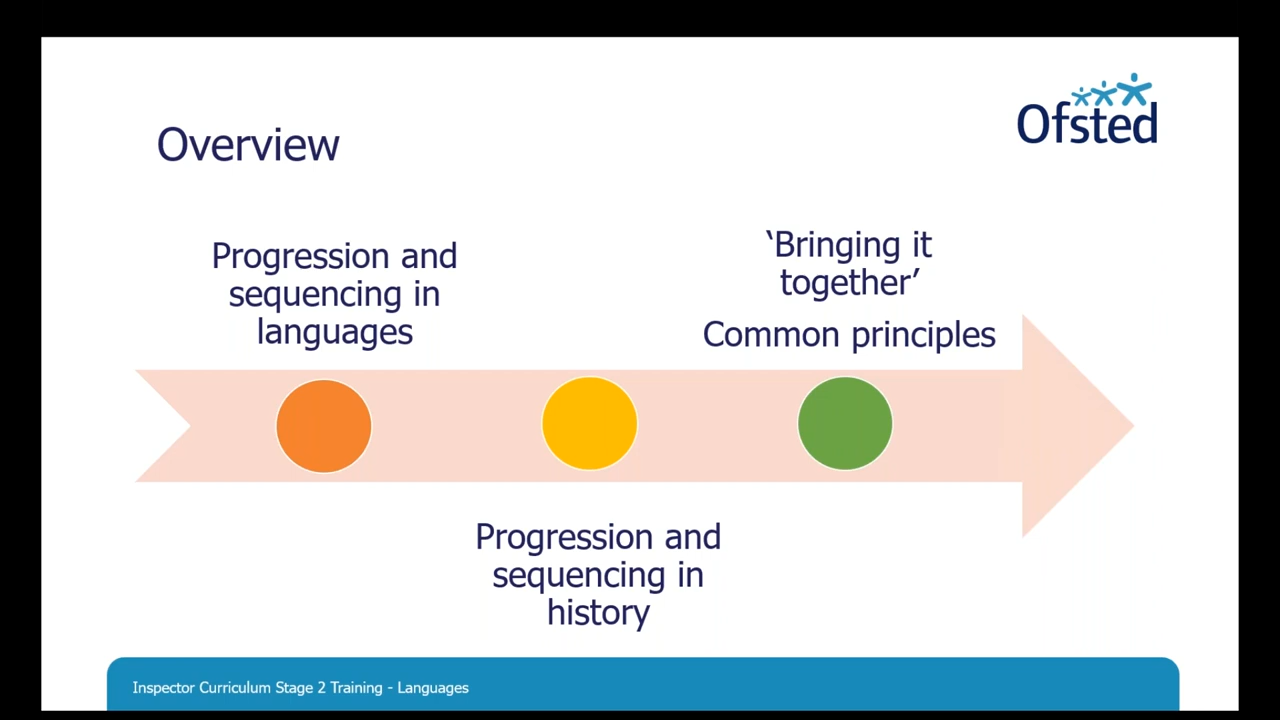 Ofsted
Overview
Progression and
sequencing in
languages
‘Bringing it
together’
Common principles
Progression and
sequencing in
history
Inspector Curriculum Stage 2 Training - Languages